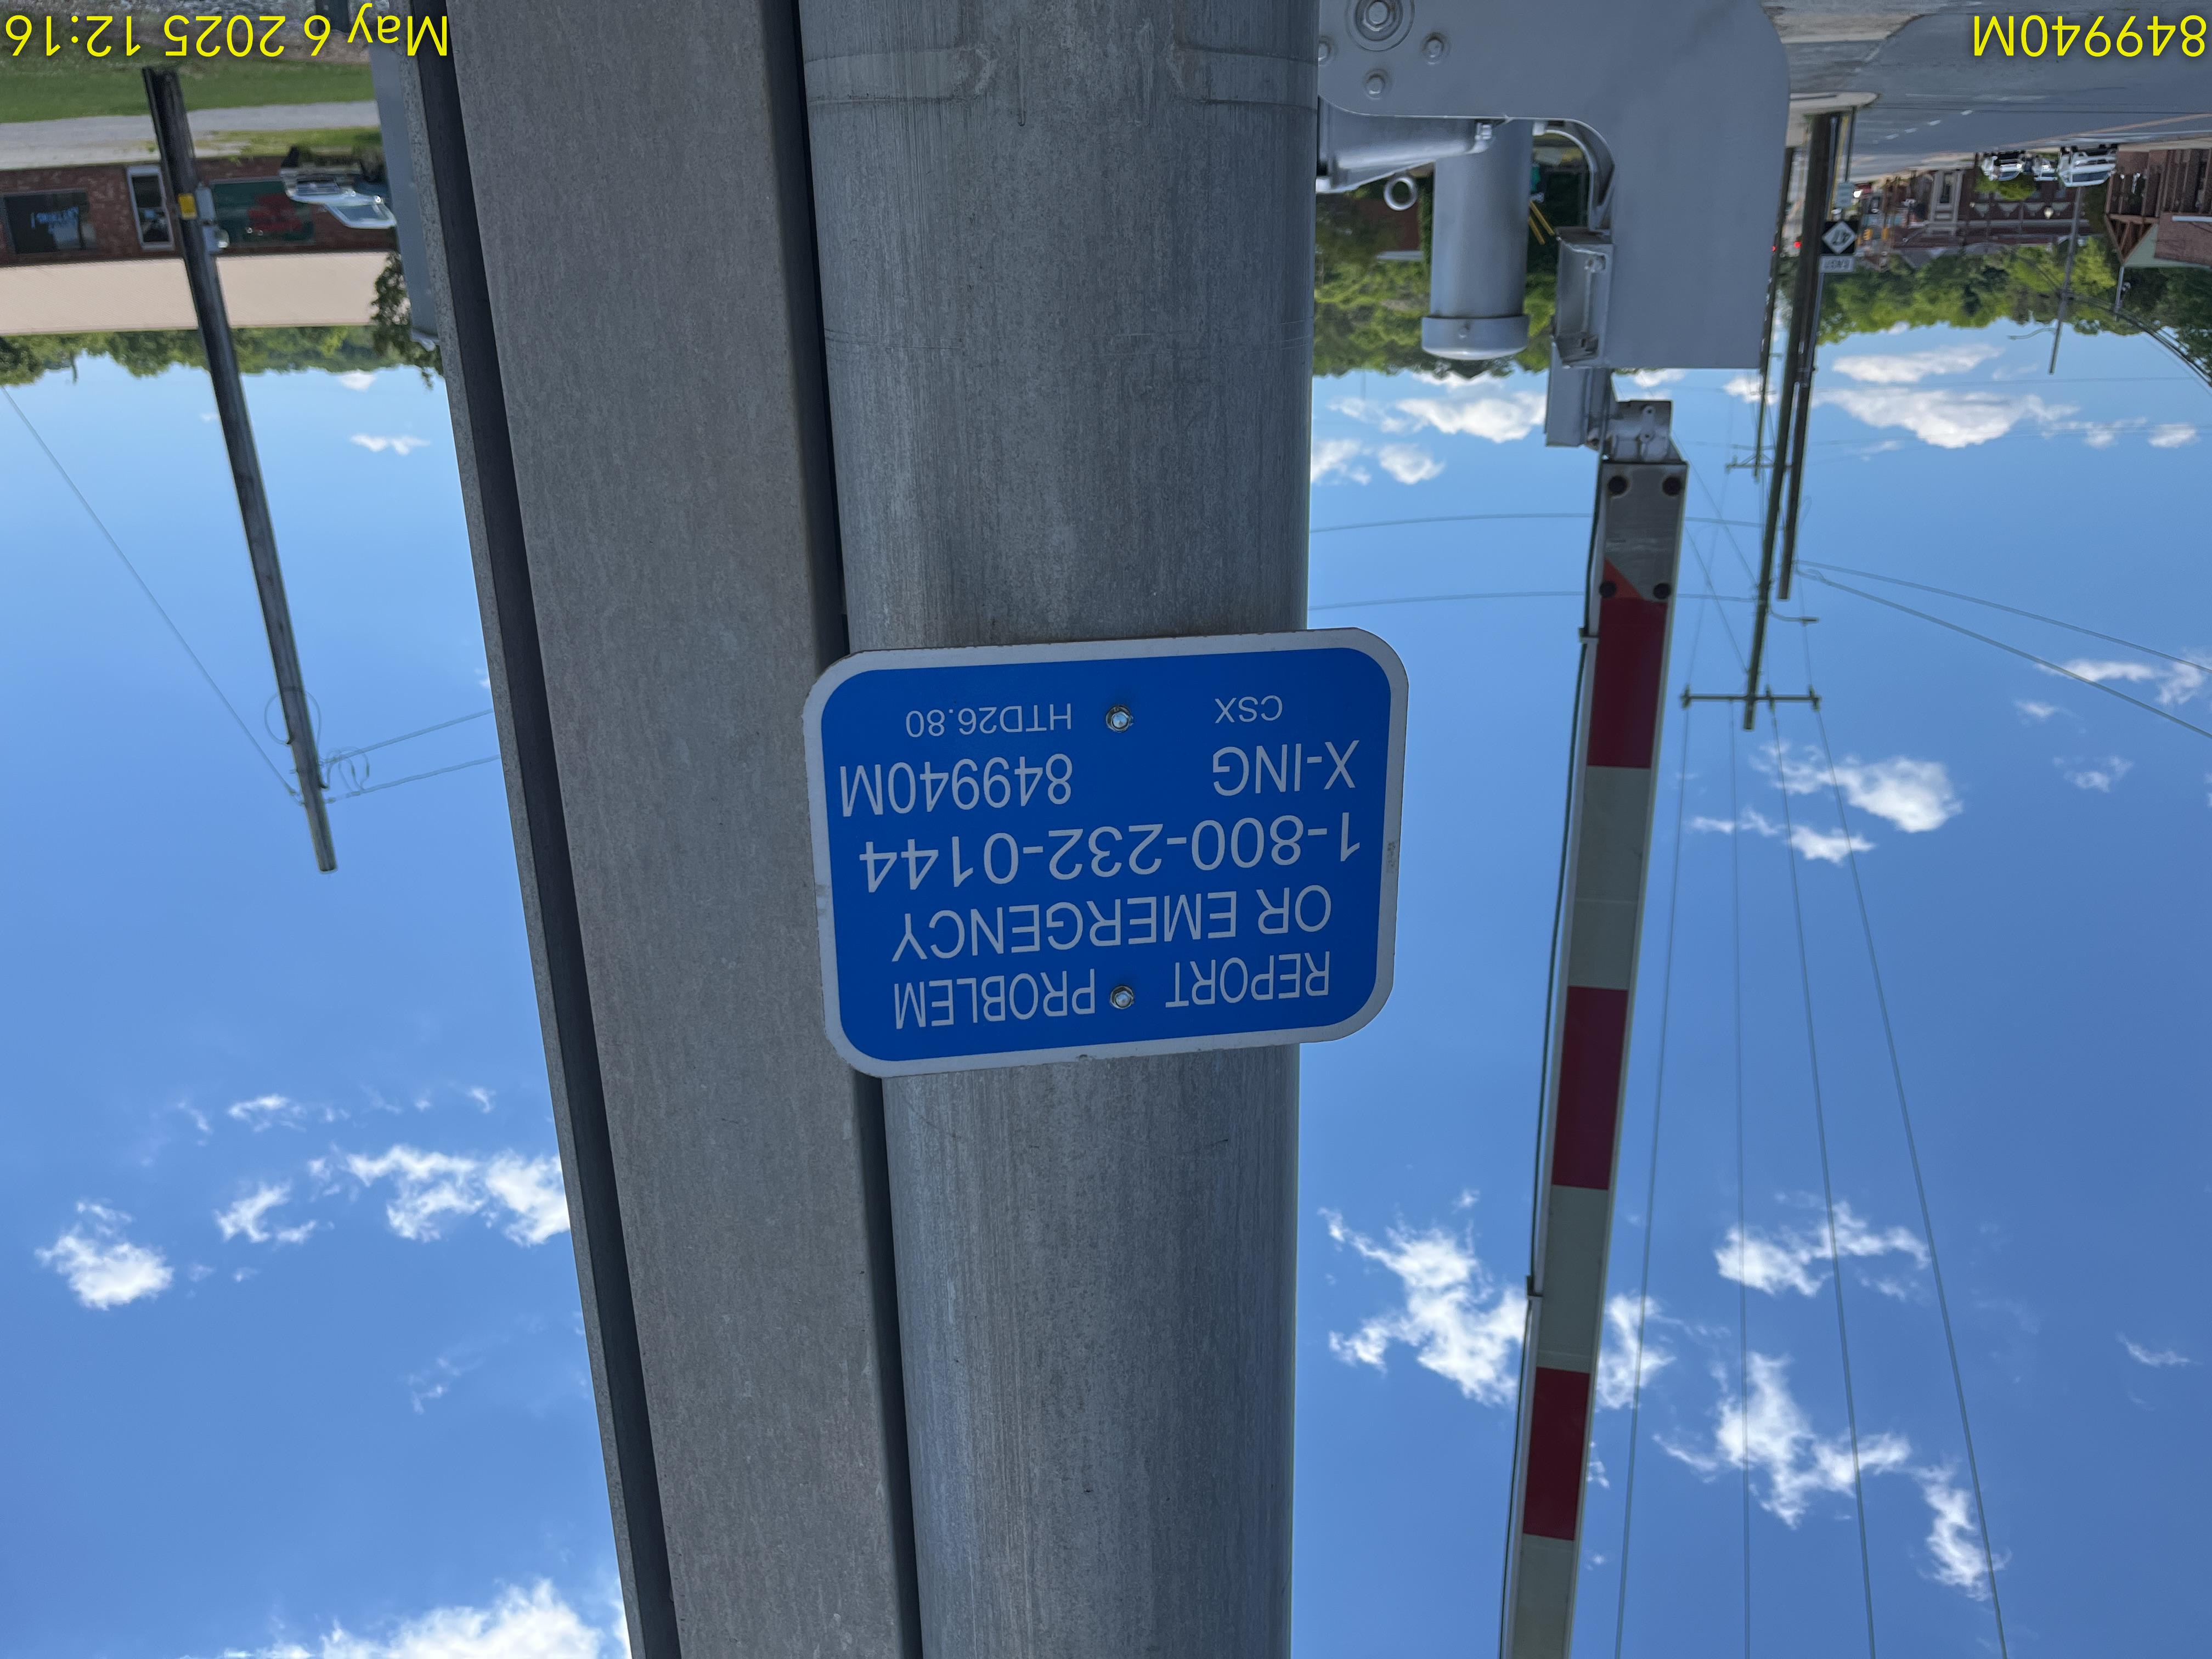 REPORT PROBLEM
OR EMERGENCY
1-800-232-0144
X-ING 849940M
CSX HTD26.80
849940M
May 6 2025 12:16